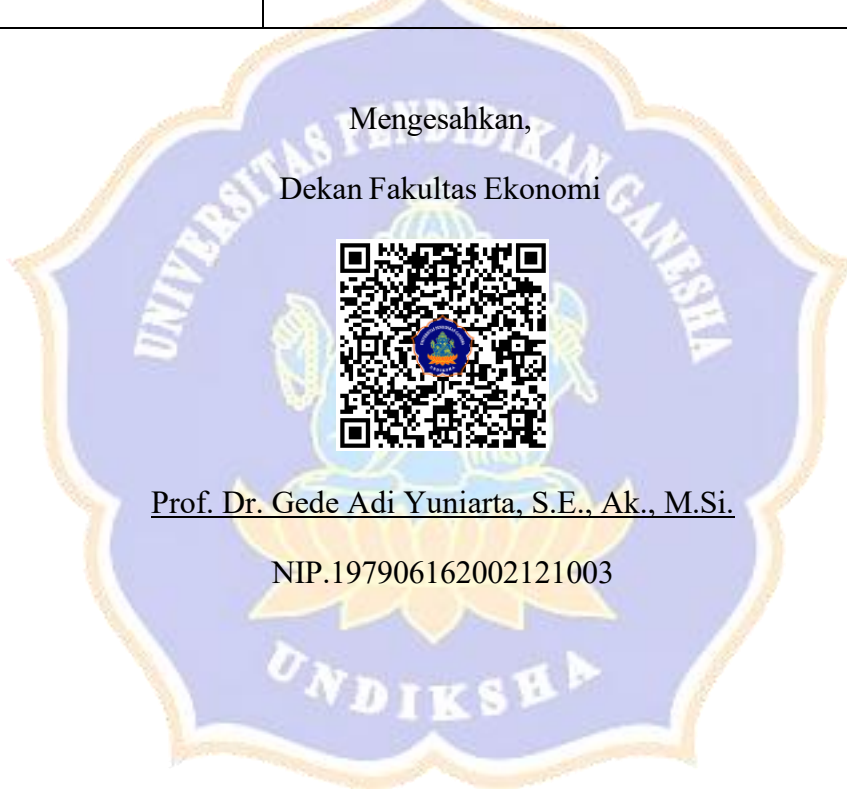 Mengesahkan,
Dekan Fakultas Ekonomi
UNIVERSITAS PENDIDIKAN GANESHA
Prof. Dr. Gede Adi Yuniarta, S.E., Ak., M.Si.
NIP.197906162002121003
UNDIKSHA